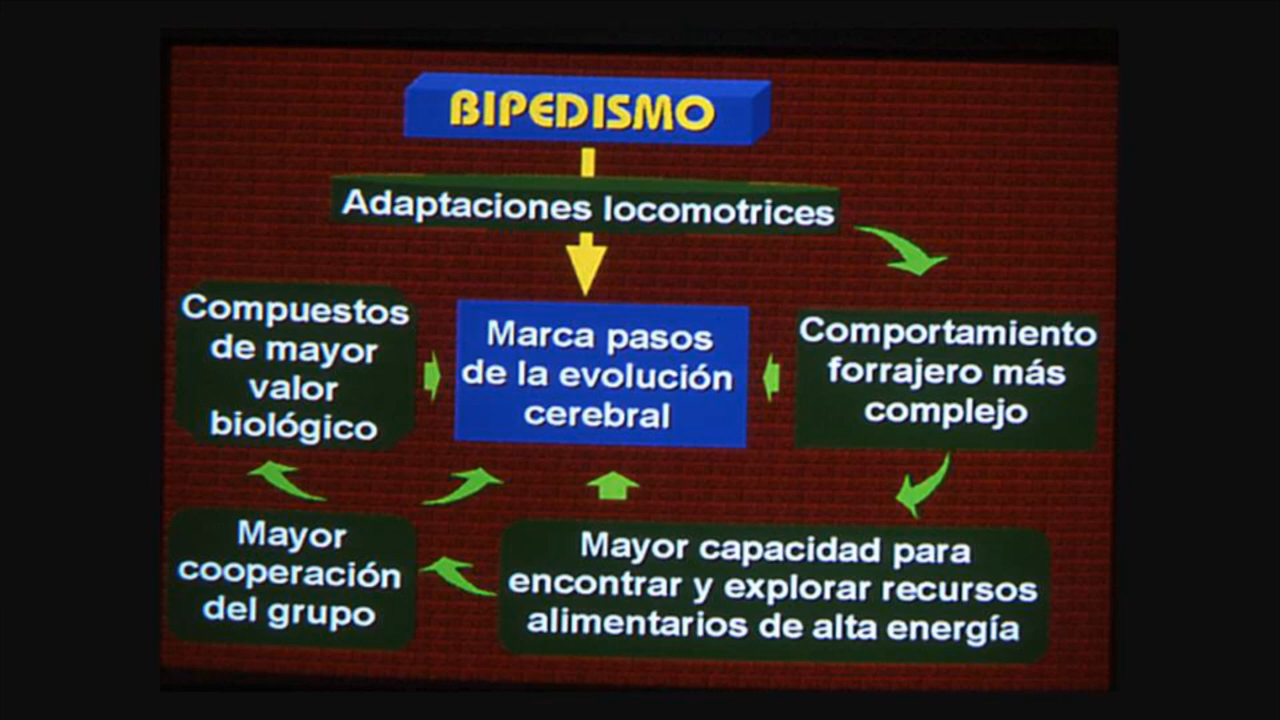 BIPEDISMO
Adaptaciones locomotrices
Compuestos
de mayor
valor
biológico
Marca pasos
de la evolución
cerebral
Comportamiento
forrajero más
complejo
Mayor
cooperación
del grupo
Mayor capacidad para
encontrar y explorar recursos
alimentarios de alta energía